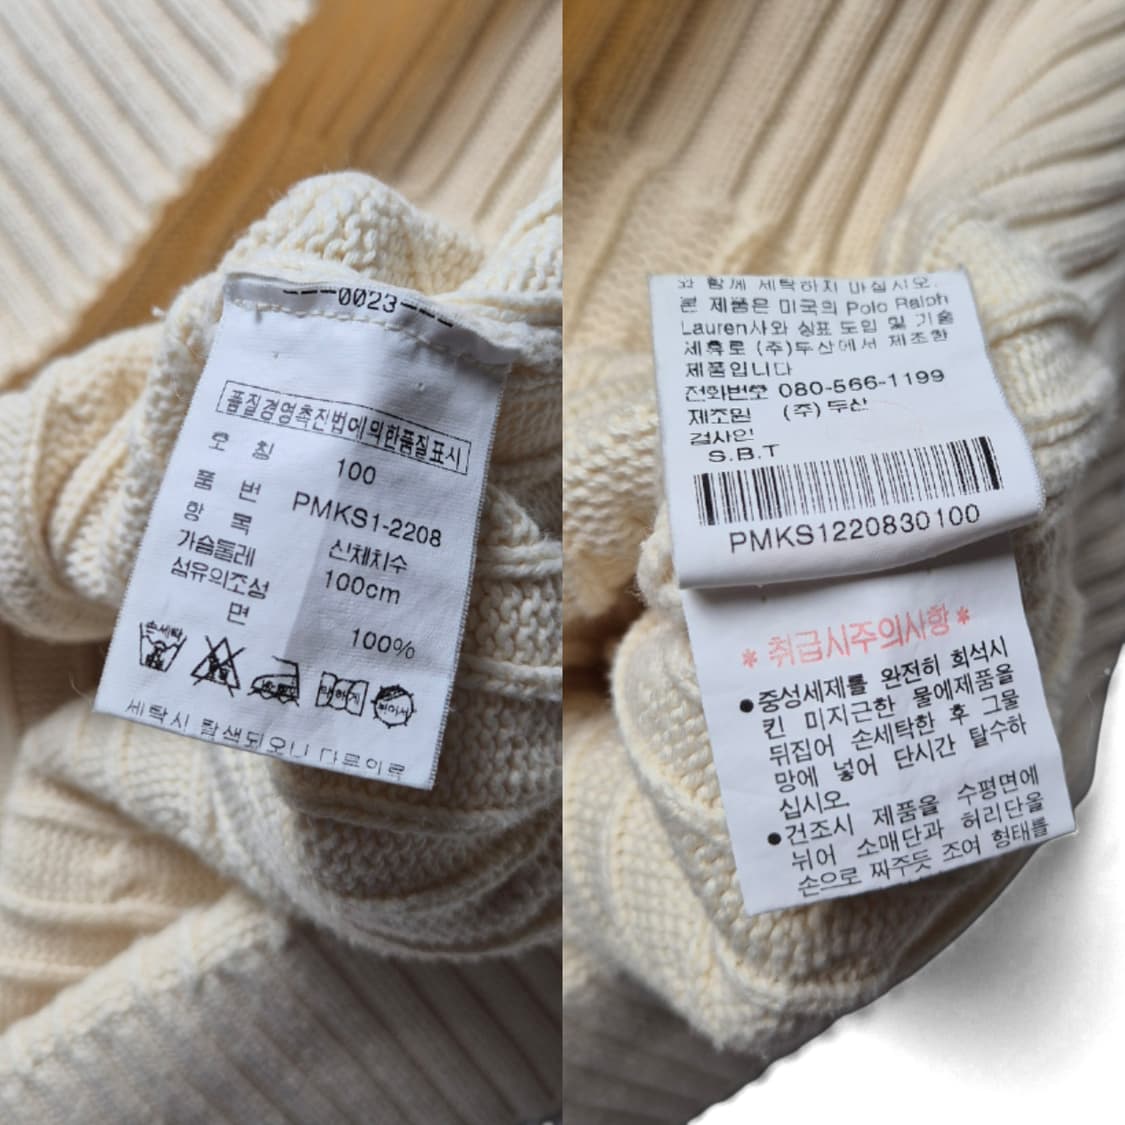 0023
품질경영촉진법에 의한품질표시
호 칭 100
품 번 PMKS1-2208
항 목 신체치수
가슴둘레 100cm
섬유의조성
면 100%
손세탁
약하게
뉘어서
세탁시 탈색되오니 다른의류
와 함께 세탁하지 마십시오.
본 제품은 미국의 Polo Ralph
Lauren사와 상표 도입 및 기술
제휴로 (주)두산에서 제조한
제품입니다
전화번호 080-566-1199
제조원 (주)두산
검사인
S.B.T
PMKS1220830100
* 취급시주의사항 *
●중성세제를 완전히 희석시
킨 미지근한 물에제품을
뒤집어 손세탁한 후 그물
망에 넣어 단시간 탈수하
십시오
●건조시 제품을 수평면에
뉘어 소매단과 허리단을
손으로 짜주듯 조여 형태를